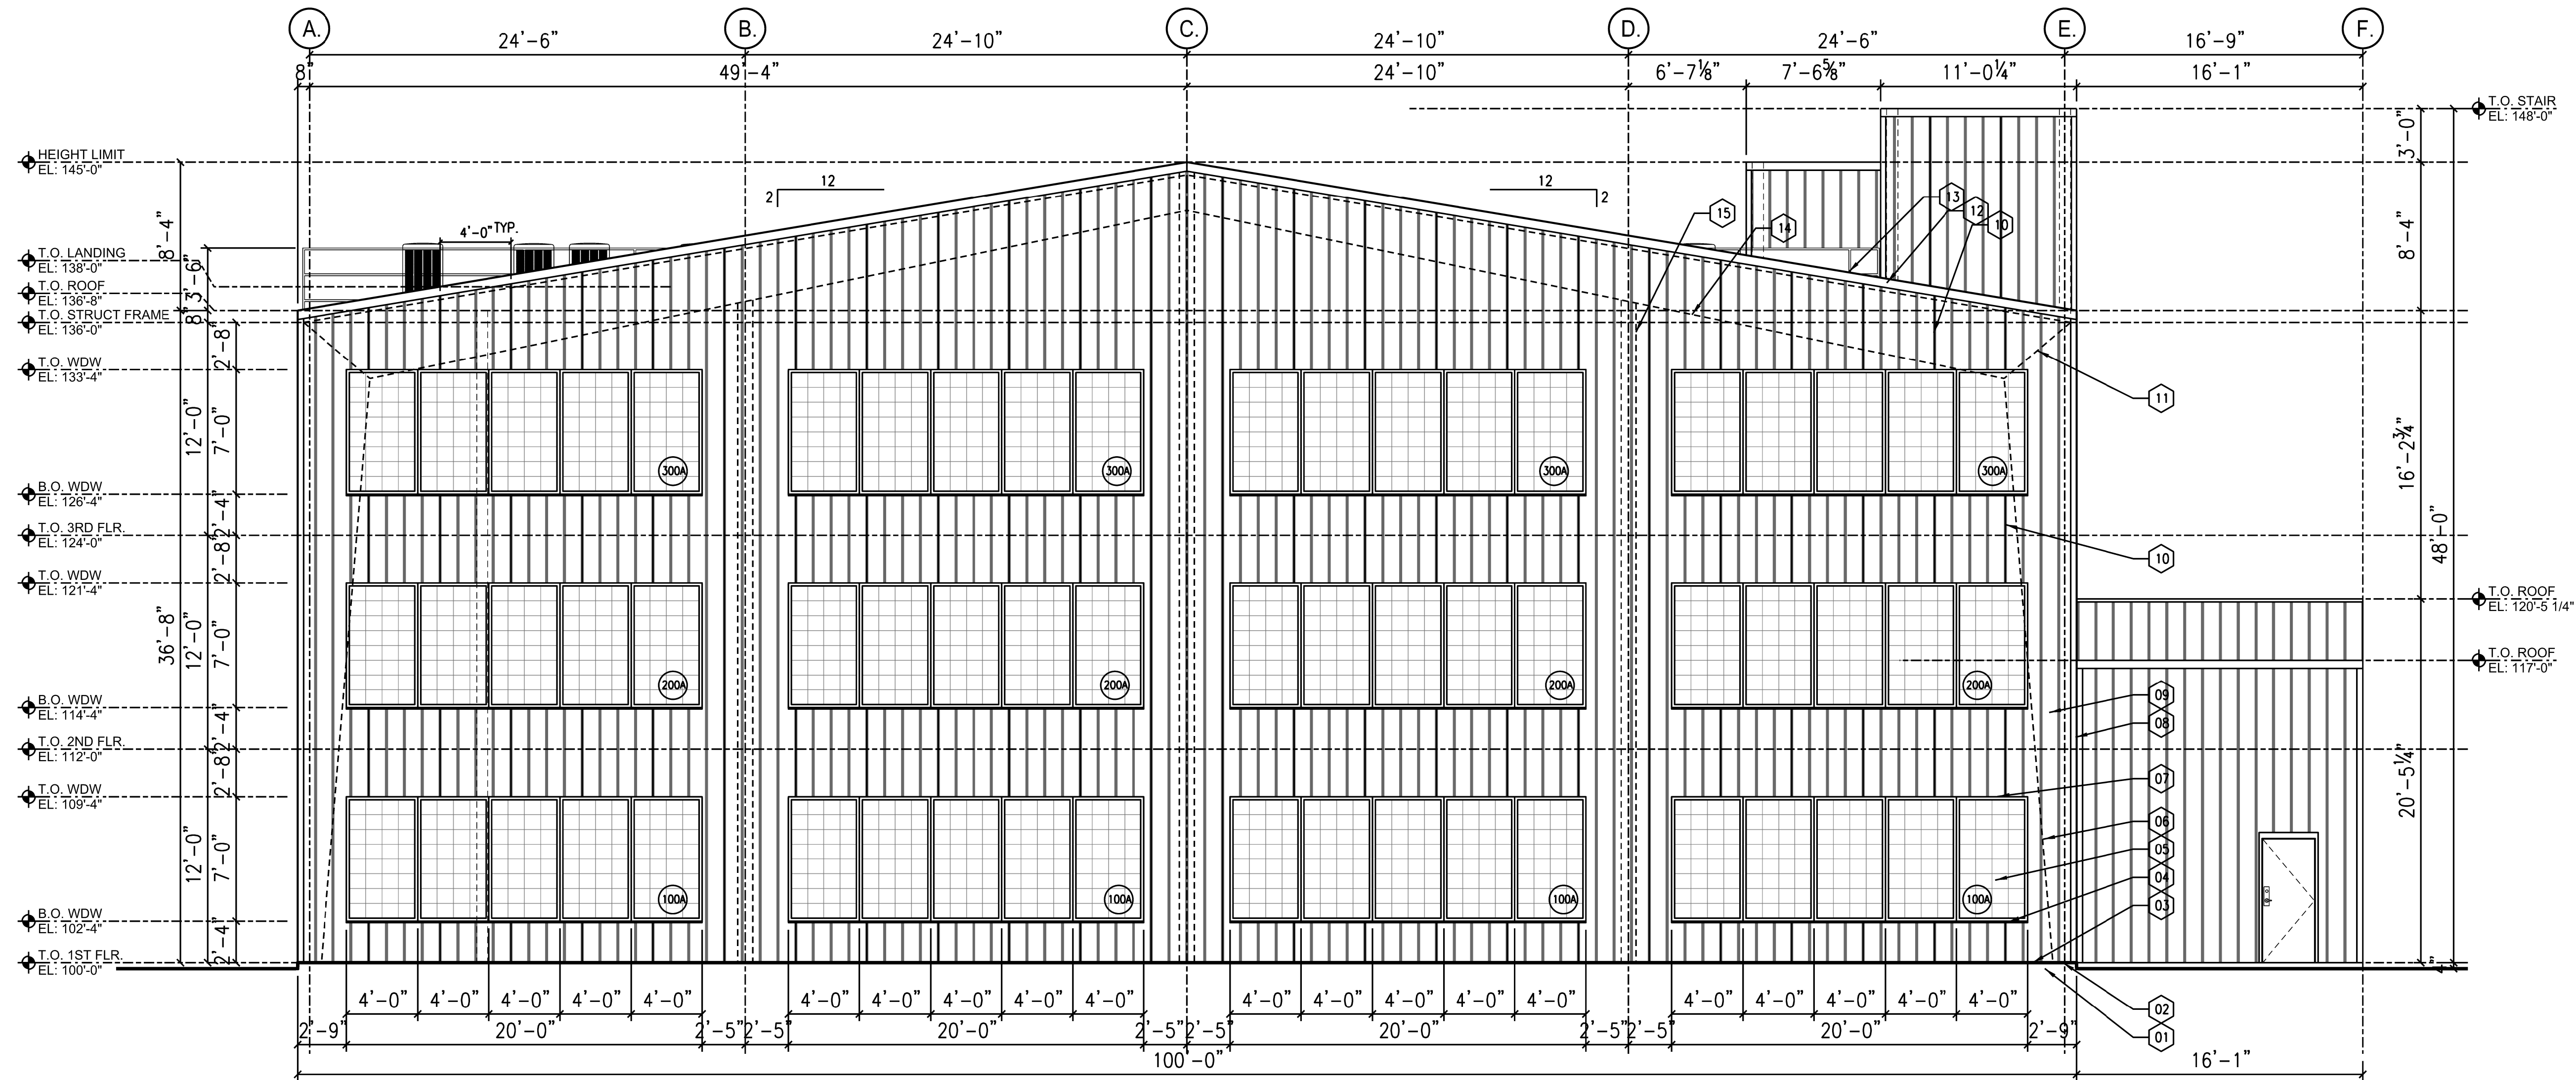 A. B. C. D. E. F.
24'-6" 24'-10" 24'-10" 24'-6" 16'-9"
8" 49'-4" 24'-10" 6'-7⅛" 7'-6⅝" 11'-0¼" 16'-1"
T.O. STAIR
EL: 148'-0"
3'-0"
HEIGHT LIMIT
EL: 145'-0"
12 12
2 2
13
12
10
15
14
8'-4"
8'-4"
4'-0" TYP.
T.O. LANDING
EL: 138'-0"
3'-6"
T.O. ROOF
EL: 136'-8"
8"
T.O. STRUCT FRAME
EL: 136'-0"
2'-8"
T.O. WDW
EL: 133'-4"
11
12'-0"
7'-0"
16'-2¾"
300A 300A 300A 300A
B.O. WDW
EL: 126'-4"
2'-4"
T.O. 3RD FLR.
EL: 124'-0"
48'-0"
10
2'-8"
T.O. WDW
EL: 121'-4"
T.O. ROOF
EL: 120'-5 1/4"
36'-8"
12'-0"
7'-0"
T.O. ROOF
EL: 117'-0"
200A 200A 200A 200A
09
B.O. WDW
EL: 114'-4"
08
2'-4"
T.O. 2ND FLR.
EL: 112'-0"
2'-8"
07
20'-5¼"
T.O. WDW
EL: 109'-4"
06
12'-0"
7'-0"
05
04
100A 100A 100A 100A
03
B.O. WDW
EL: 102'-4"
2'-4"
T.O. 1ST FLR.
EL: 100'-0"
4"
4'-0" 4'-0" 4'-0" 4'-0" 4'-0" 4'-0" 4'-0" 4'-0" 4'-0" 4'-0" 4'-0" 4'-0" 4'-0" 4'-0" 4'-0" 4'-0" 4'-0" 4'-0" 4'-0" 4'-0"
02
2'-9" 20'-0" 2'-5" 2'-5" 20'-0" 2'-5" 2'-5" 20'-0" 2'-5" 2'-5" 20'-0" 2'-9"
01
100'-0" 16'-1"